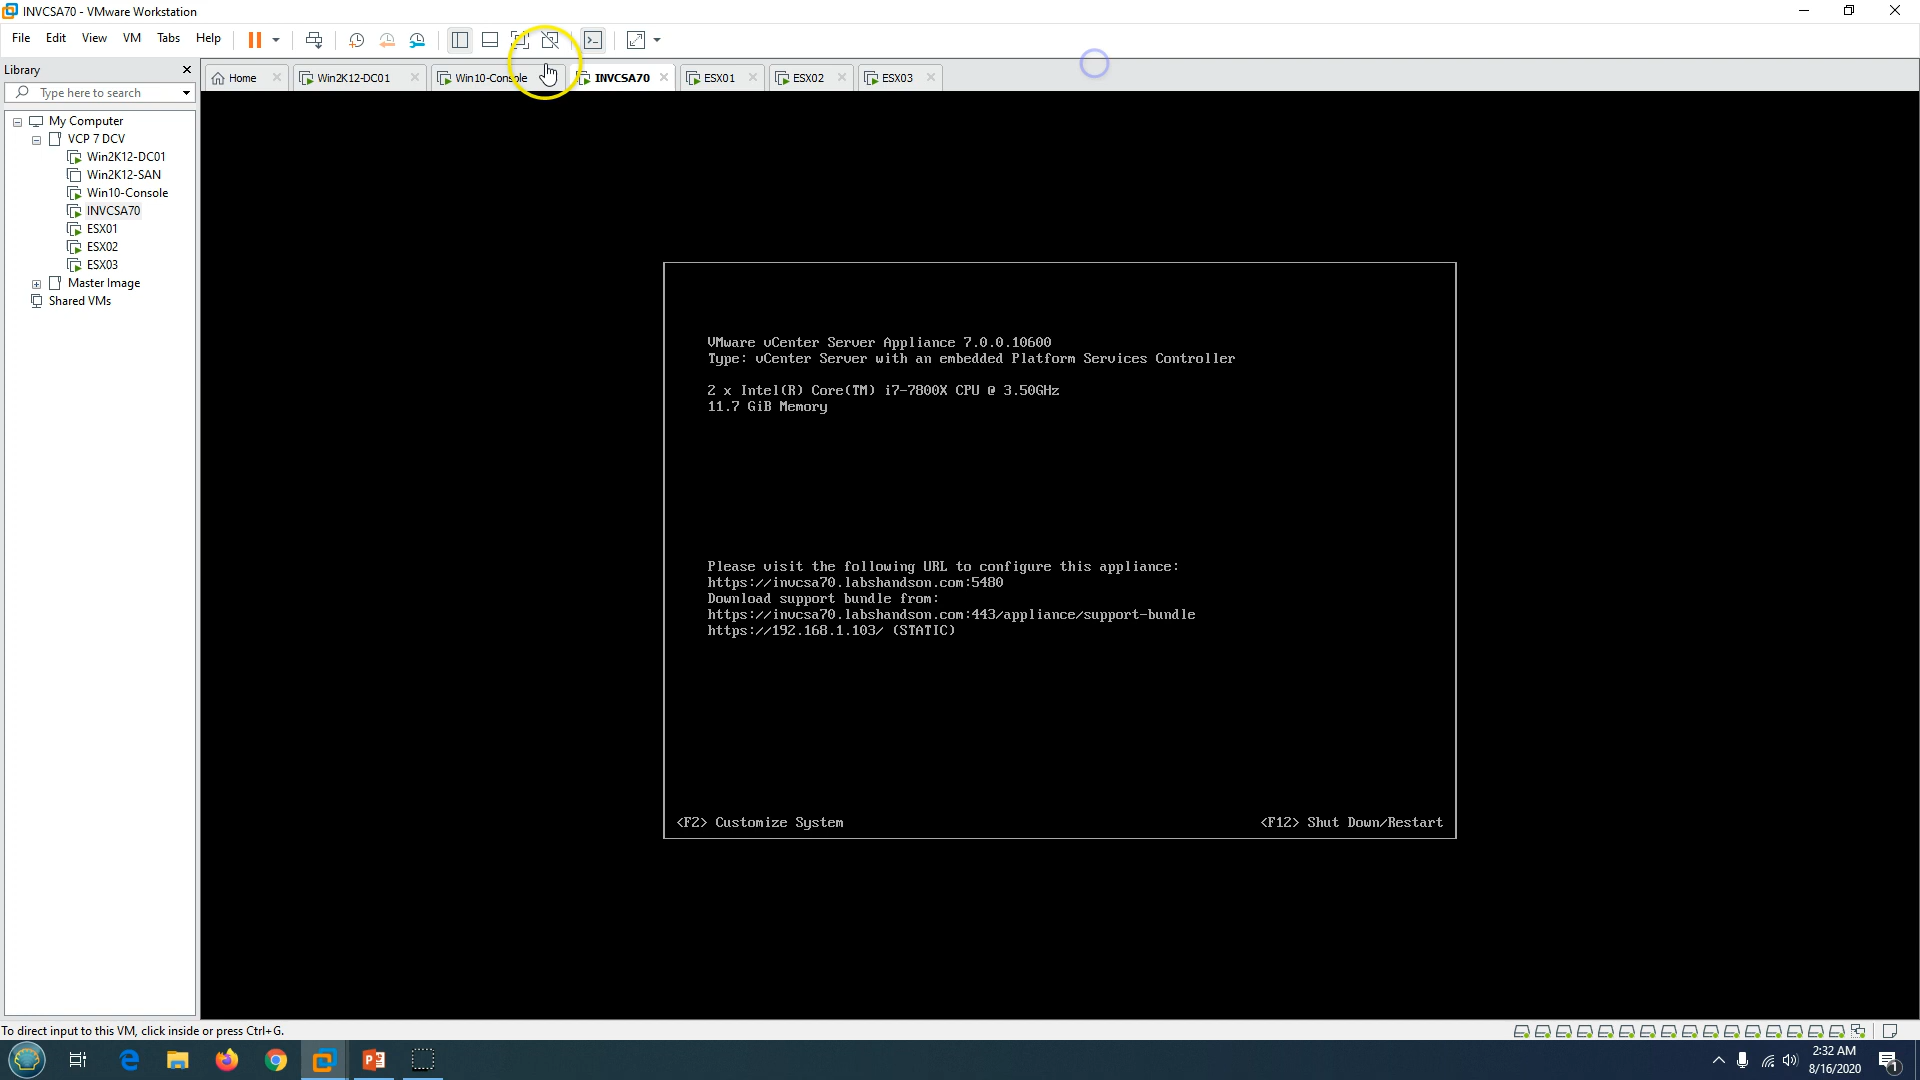 INVCSA70 - VMware Workstation
File Edit View VM Tabs Help
Library
Type here to search
Home Win2K12-DC01 Win10-Console INVCSA70 ESX01 ESX02 ESX03
My Computer
VCP 7 DCV
Win2K12-DC01
Win2K12-SAN
Win10-Console
INVCSA70
ESX01
ESX02
ESX03
Master Image
Shared VMs
VMware vCenter Server Appliance 7.0.0.10600
Type: vCenter Server with an embedded Platform Services Controller
2 x Intel(R) Core(TM) i7-7800X CPU @ 3.50GHz
11.7 GiB Memory
Please visit the following URL to configure this appliance:
https://invcsa70.labshandson.com:5480
Download support bundle from:
https://invcsa70.labshandson.com:443/appliance/support-bundle
https://192.168.1.103/ (STATIC)
<F2> Customize System
<F12> Shut Down/Restart
To direct input to this VM, click inside or press Ctrl+G.
2:32 AM
8/16/2020
1